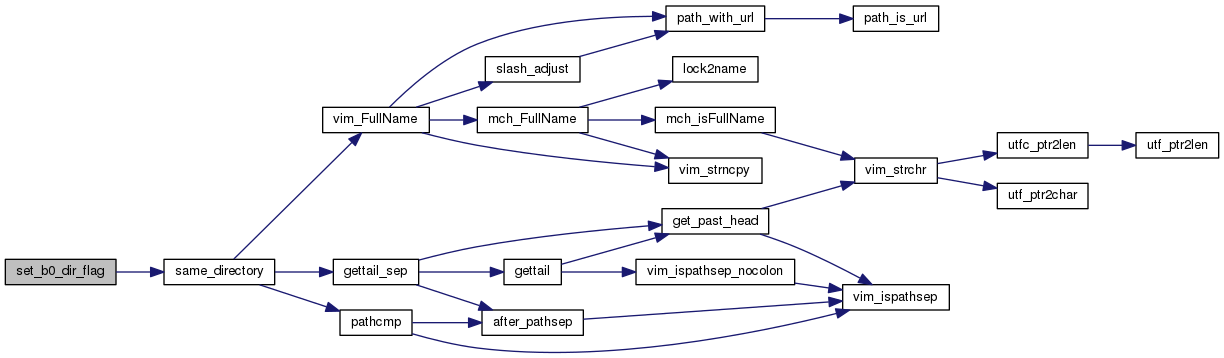 path_with_url
path_is_url
slash_adjust
lock2name
vim_FullName
mch_FullName
mch_isFullName
utfc_ptr2len
utf_ptr2len
vim_strncpy
vim_strchr
utf_ptr2char
get_past_head
set_b0_dir_flag
same_directory
gettail_sep
gettail
vim_ispathsep_nocolon
vim_ispathsep
pathcmp
after_pathsep